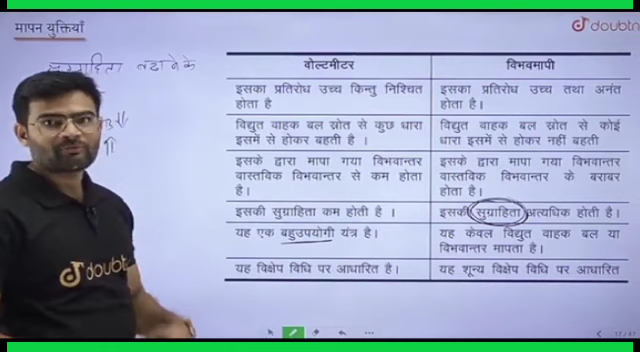 मापन युक्तियाँ
doubtn
सुग्राहिता बढाने के
वोल्टमीटर
विभवमापी
इसका प्रतिरोध उच्च किन्तु निश्चित
होता है
इसका प्रतिरोध उच्च तथा अनंत
होता है।
विद्युत वाहक बल स्रोत से कुछ धारा
इसमें से होकर बहती है ।
विद्युत वाहक बल स्रोत से कोई
धारा इसमें से होकर नहीं बहती
इसके द्वारा मापा गया विभवान्तर
वास्तविक विभवान्तर से कम होता
है।
इसके द्वारा मापा गया विभवान्तर
वास्तविक विभवान्तर के बराबर
होता है।
इसकी सुग्राहिता कम होती है ।
इसकी सुग्राहिता अत्यधिक होती है।
यह एक बहुउपयोगी यंत्र है।
यह केवल विद्युत वाहक बल या
विभवान्तर मापता है।
यह विक्षेप विधि पर आधारित है।
यह शून्य विक्षेप विधि पर आधारित
doubtn